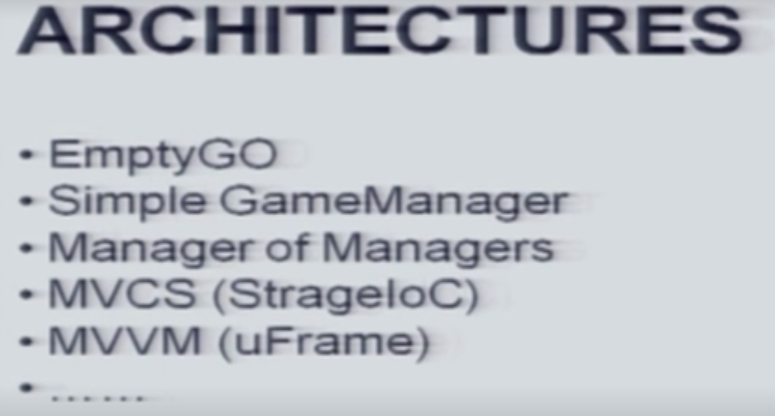 ARCHITECTURES
• EmptyGO
• Simple GameManager
• Manager of Managers
• MVCS (StrageIoC)
• MVVM (uFrame)
• ......